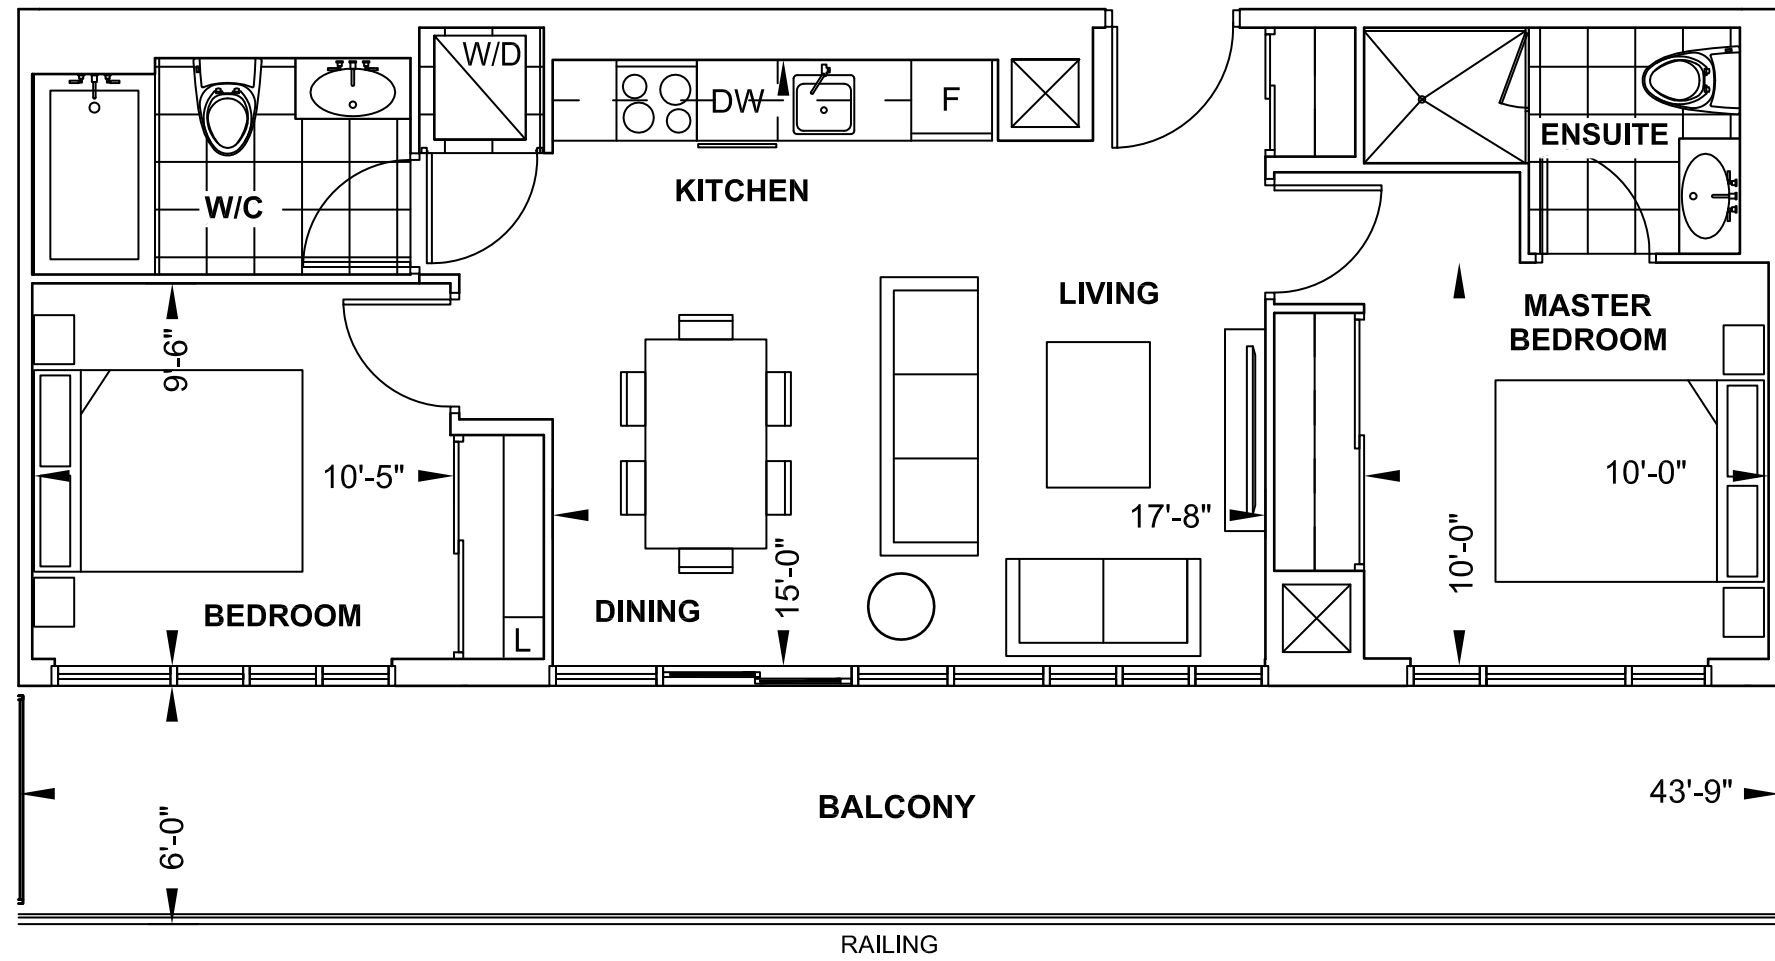 W/D
DW
F
ENSUITE
KITCHEN
W/C
LIVING
MASTER
BEDROOM
9'-6"
10'-5"
10'-0"
17'-8"
10'-0"
15'-0"
BEDROOM
DINING
L
BALCONY
43'-9"
6'-0"
RAILING